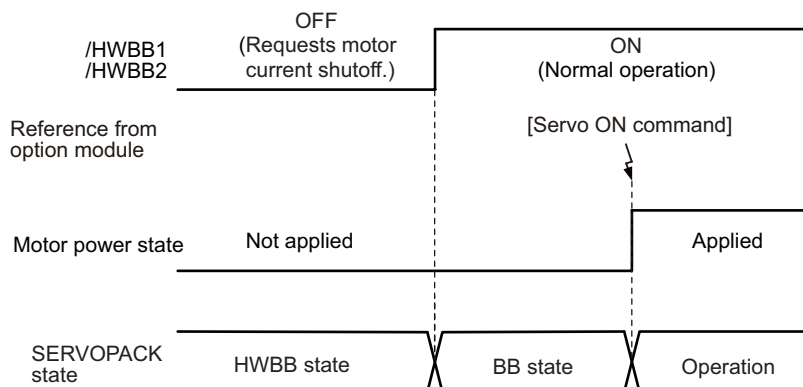 OFF
(Requests motor
current shutoff.)
/HWBB1
/HWBB2
ON
(Normal operation)
Reference from
option module
[Servo ON command]
Motor power state
Not applied
Applied
SERVOPACK
state
HWBB state
BB state
Operation